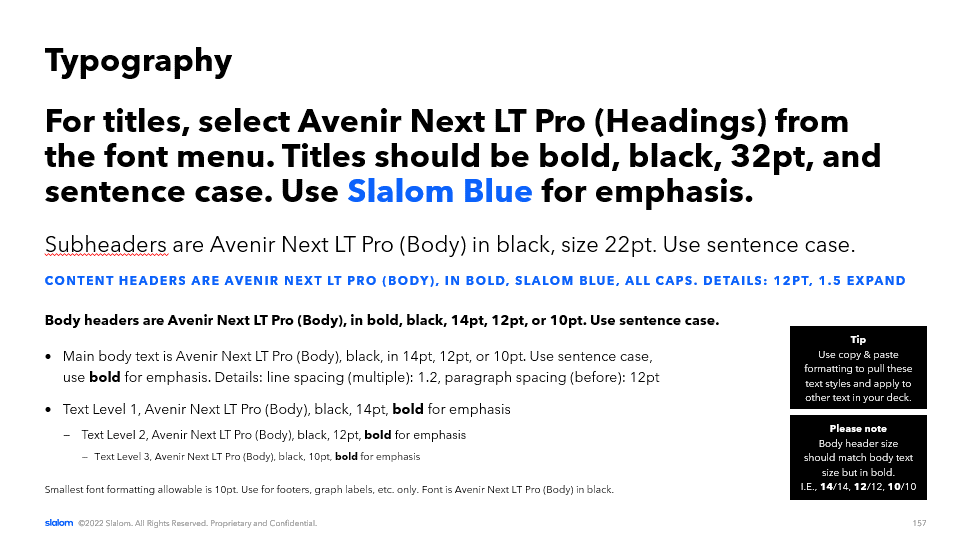 Typography
For titles, select Avenir Next LT Pro (Headings) from
the font menu. Titles should be bold, black, 32pt, and
sentence case. Use Slalom Blue for emphasis.
Subheaders are Avenir Next LT Pro (Body) in black, size 22pt. Use sentence case.
CONTENT HEADERS ARE AVENIR NEXT LT PRO (BODY), IN BOLD, SLALOM BLUE, ALL CAPS. DETAILS: 12PT, 1.5 EXPAND
Body headers are Avenir Next LT Pro (Body), in bold, black, 14pt, 12pt, or 10pt. Use sentence case.
• Main body text is Avenir Next LT Pro (Body), black, in 14pt, 12pt, or 10pt. Use sentence case,
use bold for emphasis. Details: line spacing (multiple): 1.2, paragraph spacing (before): 12pt
• Text Level 1, Avenir Next LT Pro (Body), black, 14pt, bold for emphasis
– Text Level 2, Avenir Next LT Pro (Body), black, 12pt, bold for emphasis
– Text Level 3, Avenir Next LT Pro (Body), black, 10pt, bold for emphasis
Smallest font formatting allowable is 10pt. Use for footers, graph labels, etc. only. Font is Avenir Next LT Pro (Body) in black.
Tip
Use copy & paste
formatting to pull these
text styles and apply to
other text in your deck.
Please note
Body header size
should match body text
size but in bold.
I.E., 14/14, 12/12, 10/10
slalom ©2022 Slalom. All Rights Reserved. Proprietary and Confidential.
157